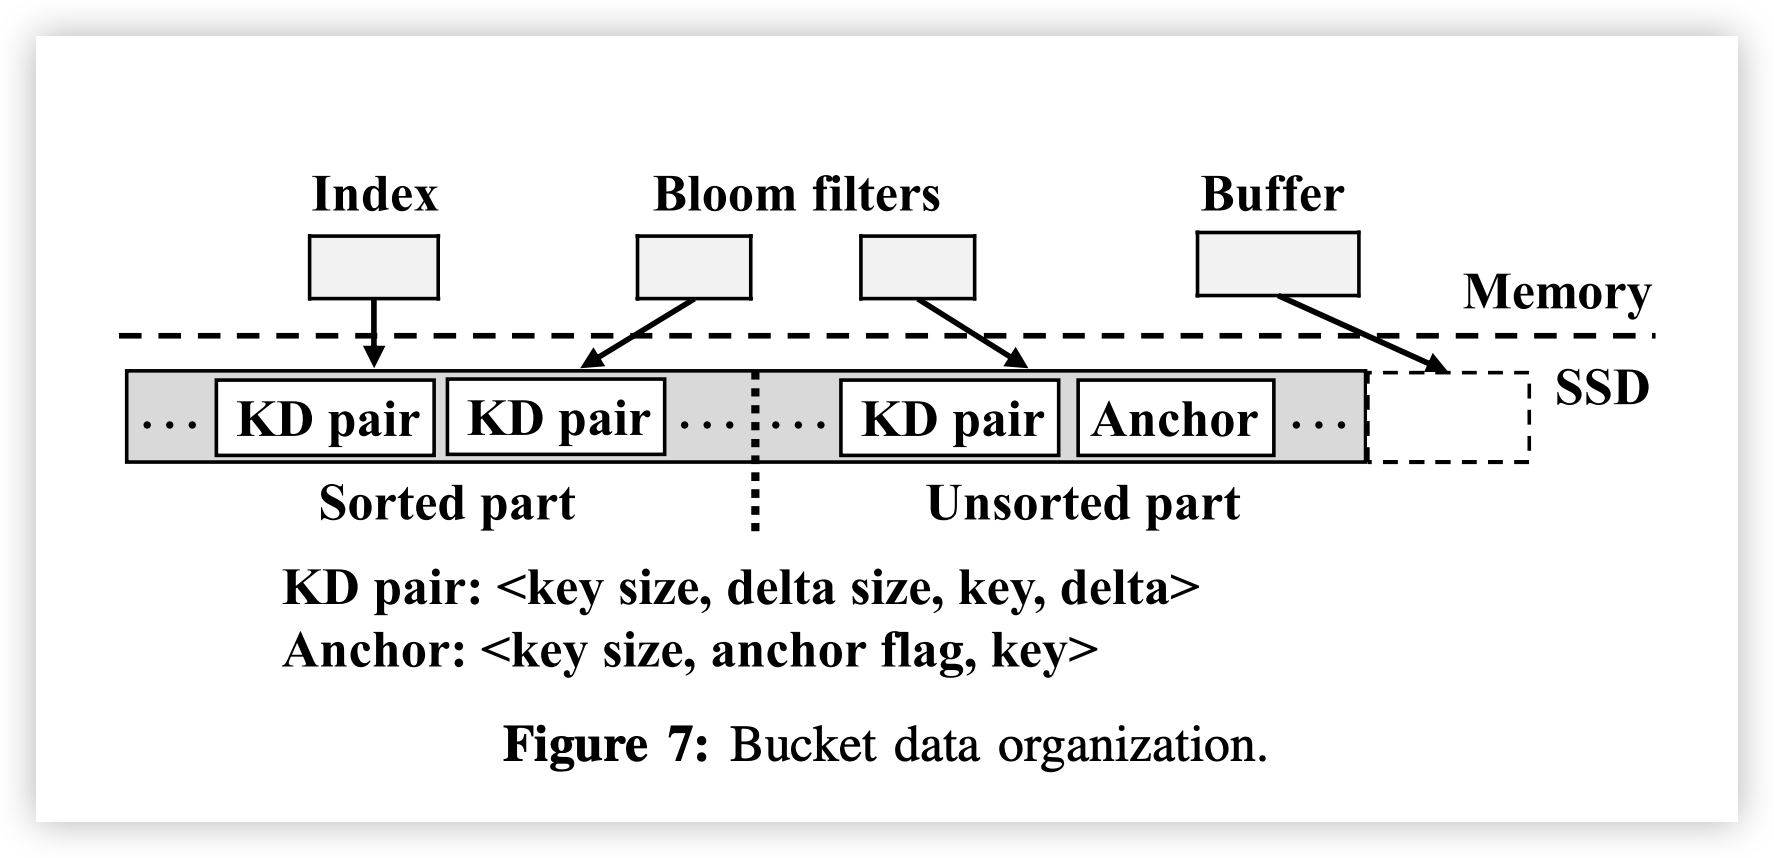 Index Bloom filters Buffer
Memory
SSD
... KD pair KD pair ... ... KD pair Anchor ...
Sorted part Unsorted part
KD pair: <key size, delta size, key, delta>
Anchor: <key size, anchor flag, key>
Figure 7: Bucket data organization.